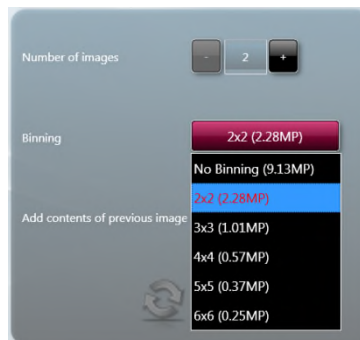 Number of images
- 2 +
Binning
2x2 (2.28MP)
No Binning (9.13MP)
2x2 (2.28MP)
3x3 (1.01MP)
Add contents of previous image
4x4 (0.57MP)
5x5 (0.37MP)
6x6 (0.25MP)